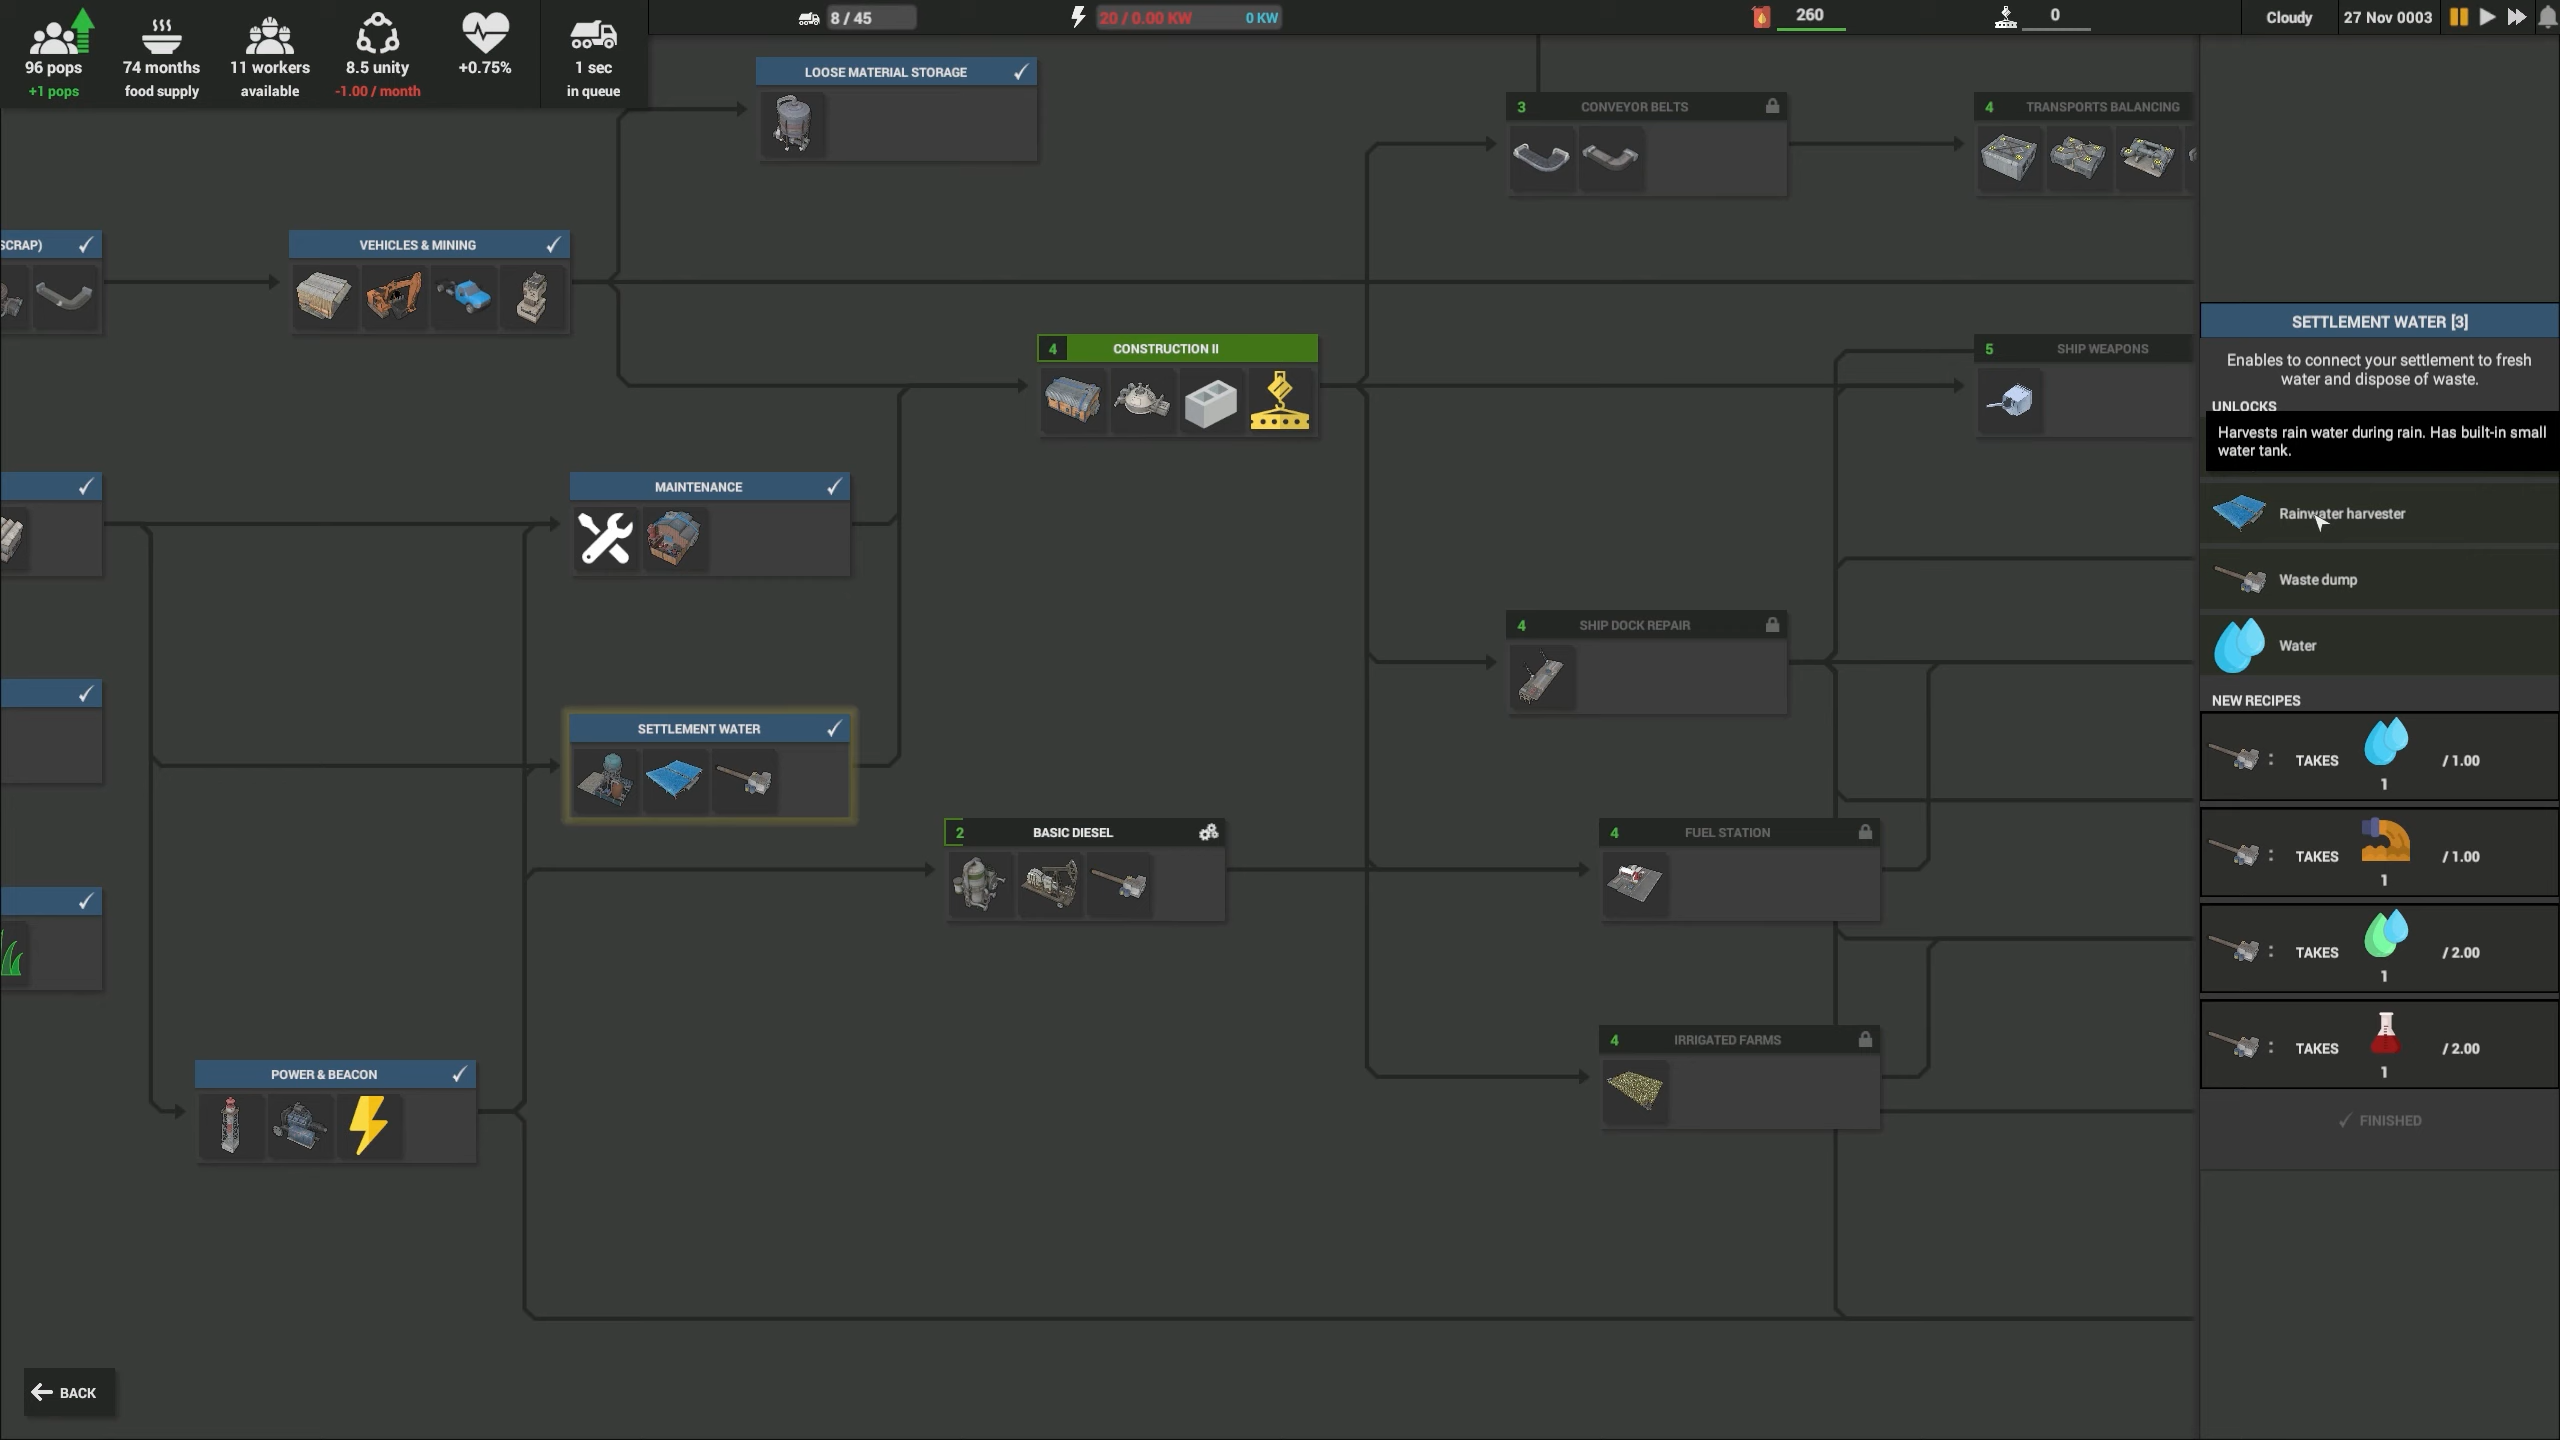 96 pops
+1 pops
74 months
food supply
11 workers
available
8.5 unity
-1.00 / month
+0.75%
1 sec
in queue
8 / 45
20 / 0.00 KW
0 KW
260
0
Cloudy
27 Nov 0003
LOOSE MATERIAL STORAGE
3 CONVEYOR BELTS
4 TRANSPORTS BALANCING
SCRAP)
VEHICLES & MINING
4 CONSTRUCTION II
5 SHIP WEAPONS
MAINTENANCE
4 SHIP DOCK REPAIR
SETTLEMENT WATER
2 BASIC DIESEL
4 FUEL STATION
4 IRRIGATED FARMS
POWER & BEACON
BACK
SETTLEMENT WATER [3]
Enables to connect your settlement to fresh
water and dispose of waste.
UNLOCKS
Harvests rain water during rain. Has built-in small
water tank.
Rainwater harvester
Waste dump
Water
NEW RECIPES
: TAKES 1 / 1.00
: TAKES 1 / 1.00
: TAKES 1 / 2.00
: TAKES 1 / 2.00
FINISHED